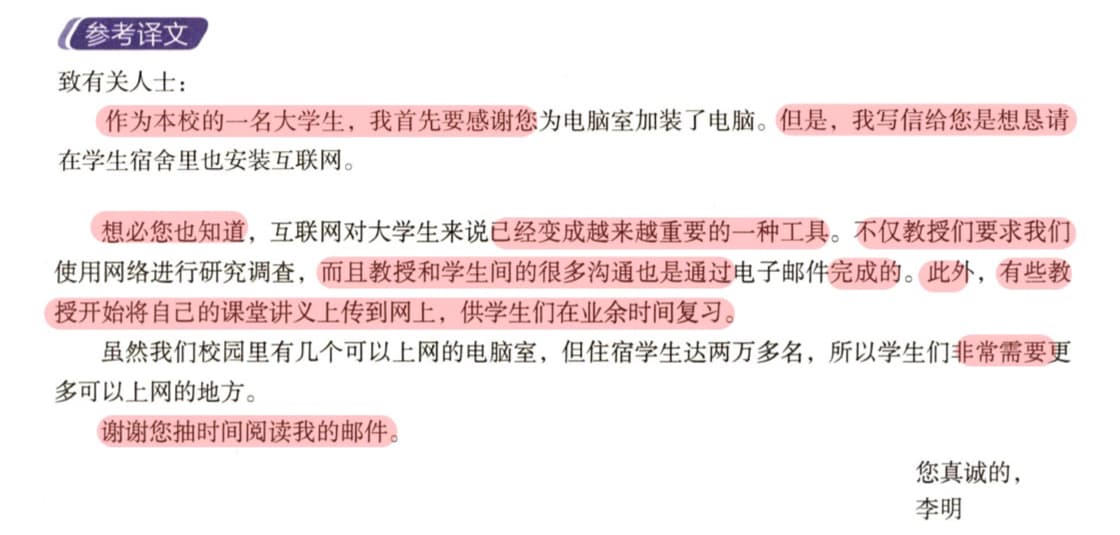 参考译文
致有关人士：
作为本校的一名大学生，我首先要感谢您为电脑室加装了电脑。但是，我写信给您是想恳请
在学生宿舍里也安装互联网。
想必您也知道，互联网对大学生来说已经变成越来越重要的一种工具。不仅教授们要求我们
使用网络进行研究调查，而且教授和学生间的很多沟通也是通过电子邮件完成的。此外，有些教
授开始将自己的课堂讲义上传到网上，供学生们在业余时间复习。
虽然我们校园里有几个可以上网的电脑室，但住宿学生达两万多名，所以学生们非常需要更
多可以上网的地方。
谢谢您抽时间阅读我的邮件。
您真诚的，
李明